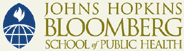 JOHNS HOPKINS
BLOOMBERG
SCHOOL of PUBLIC HEALTH